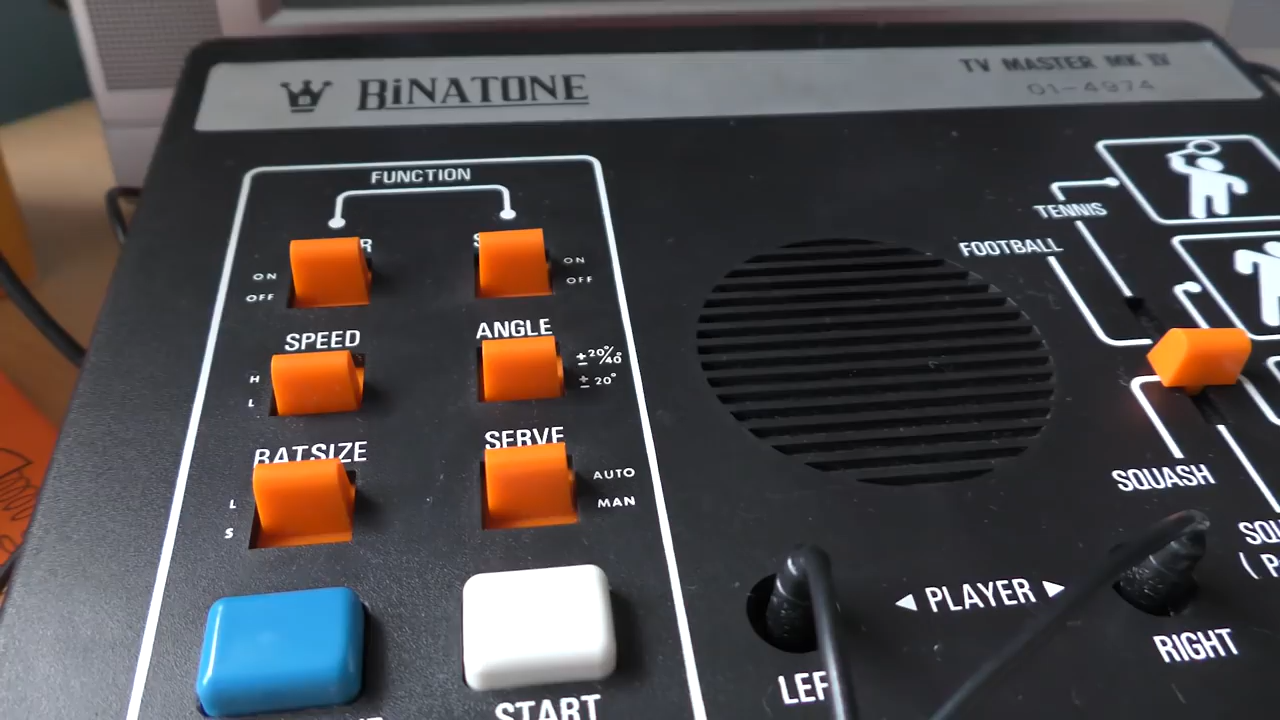 BiNATONE
TV MASTER MK IV
01-4974
FUNCTION
ON
OFF
ON
OFF
SPEED
H
L
ANGLE
±20°/40°
± 20°
BATSIZE
L
S
SERVE
AUTO
MAN
START
TENNIS
FOOTBALL
SQUASH
◄ PLAYER ►
LEF
RIGHT